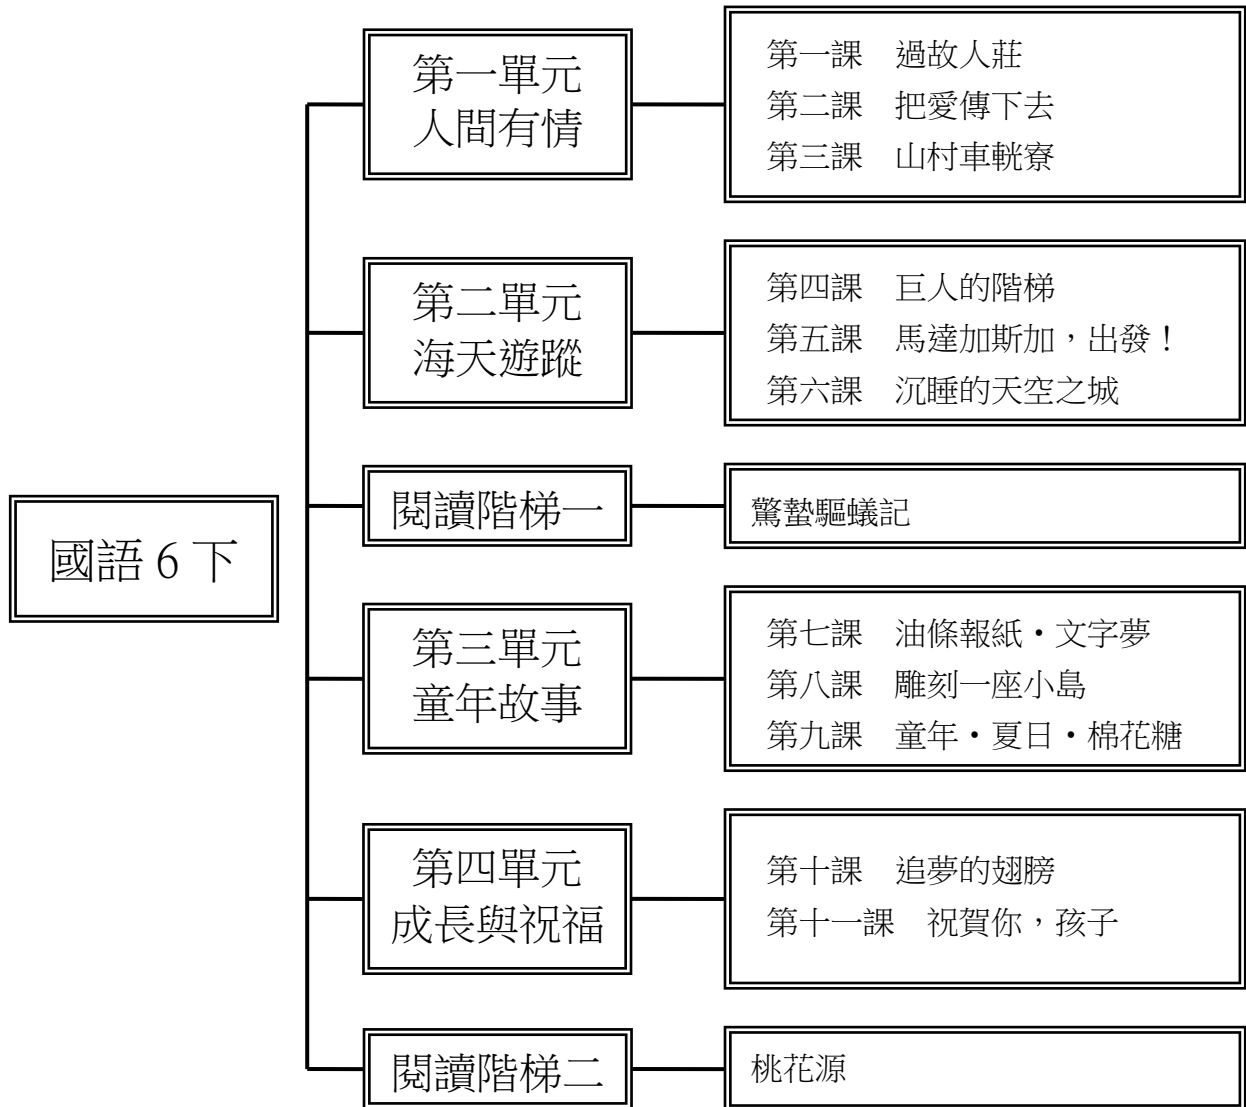 國語 6 下
第一單元
人間有情
第一課　過故人莊
第二課　把愛傳下去
第三課　山村車輄寮
第二單元
海天遊蹤
第四課　巨人的階梯
第五課　馬達加斯加，出發！
第六課　沉睡的天空之城
閱讀階梯一
驚蟄驅蟻記
第三單元
童年故事
第七課　油條報紙‧文字夢
第八課　雕刻一座小島
第九課　童年‧夏日‧棉花糖
第四單元
成長與祝福
第十課　追夢的翅膀
第十一課　祝賀你，孩子
閱讀階梯二
桃花源